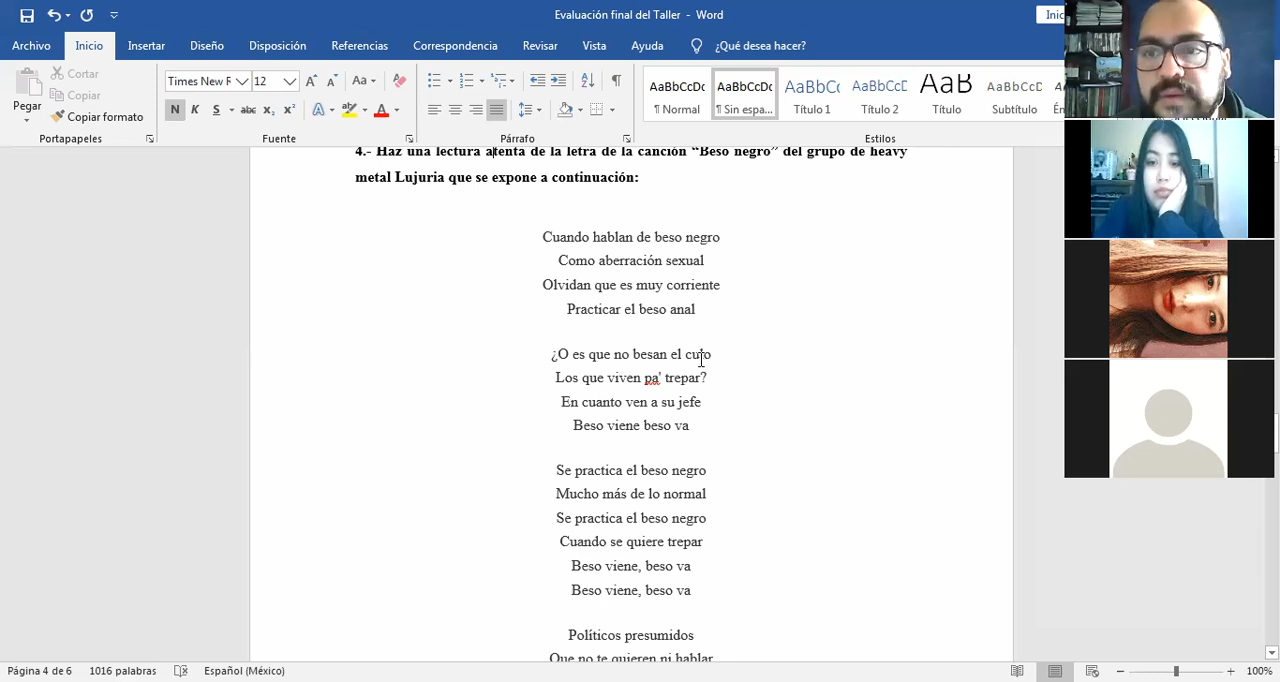 Evaluación final del Taller - Word
Inic
Archivo Inicio Insertar Diseño Disposición Referencias Correspondencia Revisar Vista Ayuda ¿Qué desea hacer?
Pegar
Cortar
Copiar
Copiar formato
Times New R 12
Aa
N K S abc x₂ x²
AaBbCcDc AaBbCcDc AaBbCc AaBbCcD AaB AaBbCcD
¶ Normal ¶ Sin espa... Título 1 Título 2 Título Subtítulo
Portapapeles Fuente Párrafo Estilos
4.- Haz una lectura atenta de la letra de la canción “Beso negro” del grupo de heavy
metal Lujuria que se expone a continuación:
Cuando hablan de beso negro
Como aberración sexual
Olvidan que es muy corriente
Practicar el beso anal
¿O es que no besan el culo
Los que viven pa' trepar?
En cuanto ven a su jefe
Beso viene beso va
Se practica el beso negro
Mucho más de lo normal
Se practica el beso negro
Cuando se quiere trepar
Beso viene, beso va
Beso viene, beso va
Políticos presumidos
Que no te quieren ni hablar
Página 4 de 6 1016 palabras Español (México) 100%